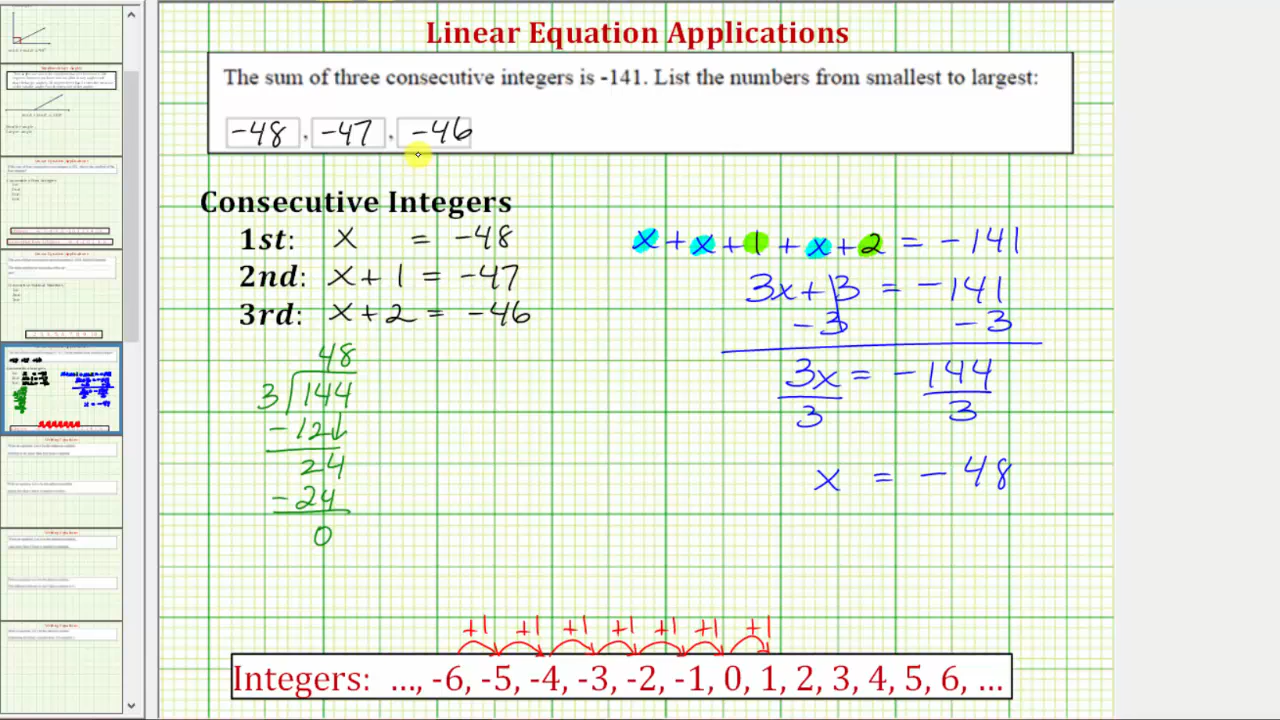 Linear Equation Applications
The sum of three consecutive integers is -141. List the numbers from smallest to largest:
-48 , -47 , -46
Consecutive Integers
1st: x = -48
2nd: x + 1 = -47
3rd: x + 2 = -46
x + x + 1 + x + 2 = -141
3x + 3 = -141
-3 -3
3x = -144
3 3
x = -48
48
3 144
-12↓
24
-24
0
+1 +1 +1 +1 +1 +1 +1
Integers: ..., -6, -5, -4, -3, -2, -1, 0, 1, 2, 3, 4, 5, 6, ...